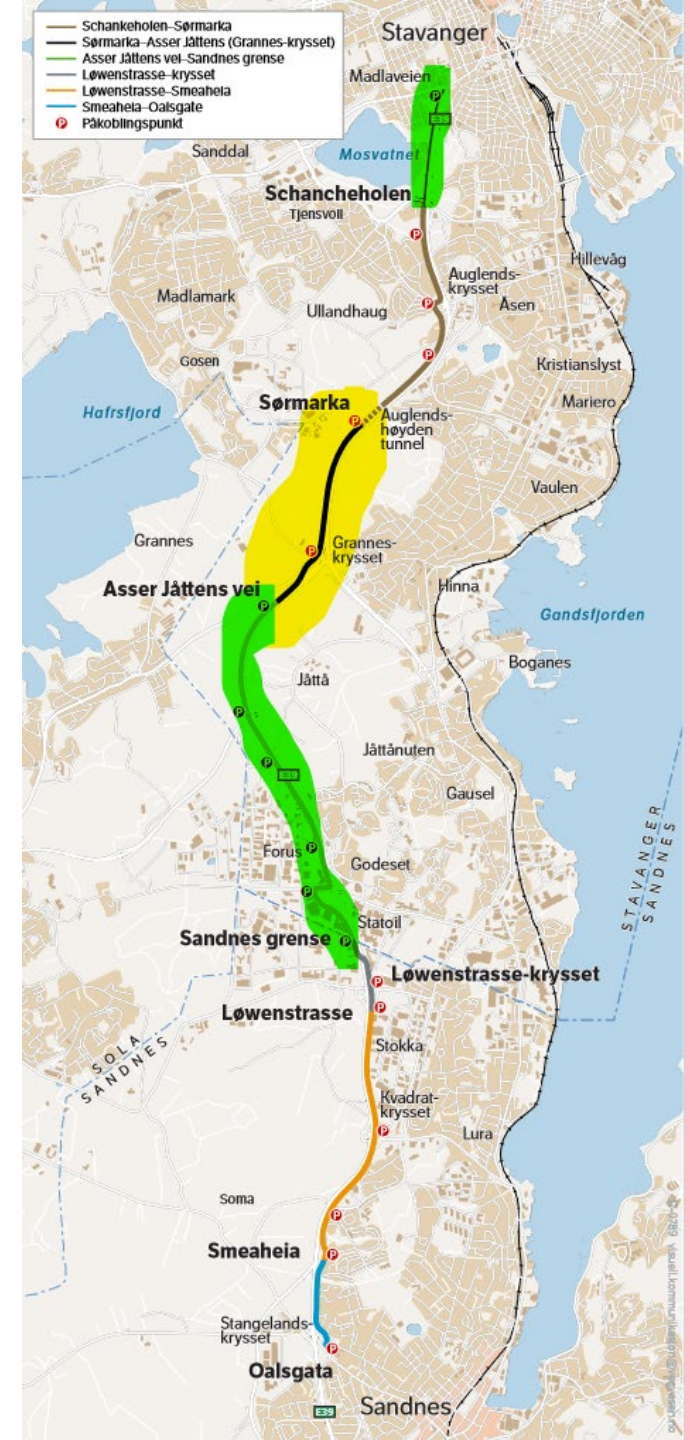 Schankeholen–Sørmarka
Sørmarka–Asser Jåttens (Grannes-krysset)
Asser Jåttens vei–Sandnes grense
Løwenstrasse–krysset
Løwenstrasse–Smeaheia
Smeaheia–Oalsgate
P Påkoblingspunkt
Stavanger
Madlaveien
P
E39
Sanddal
Mosvatnet
Schancheholen
Tjensvoll
P
Hillevåg
Auglends-
krysset
Madlamark
Åsen
Ullandhaug
P
P
Gosen
Kristianslyst
Sørmarka
Mariero
Hafrsfjord
P
Auglends-
høyden
tunnel
Vaulen
Grannes
Grannes-
krysset
P
Hinna
Asser Jåttens vei
P
Gandsfjorden
Boganes
Jåttå
P
Jåttånuten
P
Gausel
Forus
P
Godeset
P
STAVANGER
SANDNES
Statoil
Sandnes grense
P
Løwenstrasse-krysset
P
Løwenstrasse
P
Stokka
SOLA
SANDNES
Kvadrat-
krysset
P
Lura
Soma
P
Smeaheia
P
Stangelands-
krysset
P
Oalsgata
E39
Sandnes